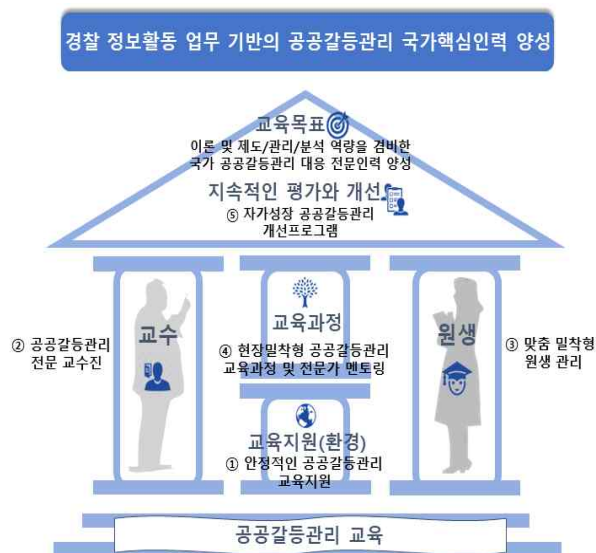 경찰 정보활동 업무 기반의 공공갈등관리 국가핵심인력 양성
교육목표
이론 및 제도/관리/분석 역량을 겸비한
국가 공공갈등관리 대응 전문인력 양성
지속적인 평가와 개선
⑤ 자가성장 공공갈등관리
개선프로그램
교수
② 공공갈등관리
전문 교수진
교육과정
④ 현장밀착형 공공갈등관리
교육과정 및 전문가 멘토링
원생
③ 맞춤 밀착형
원생 관리
교육지원(환경)
① 안정적인 공공갈등관리
교육지원
공공갈등관리 교육